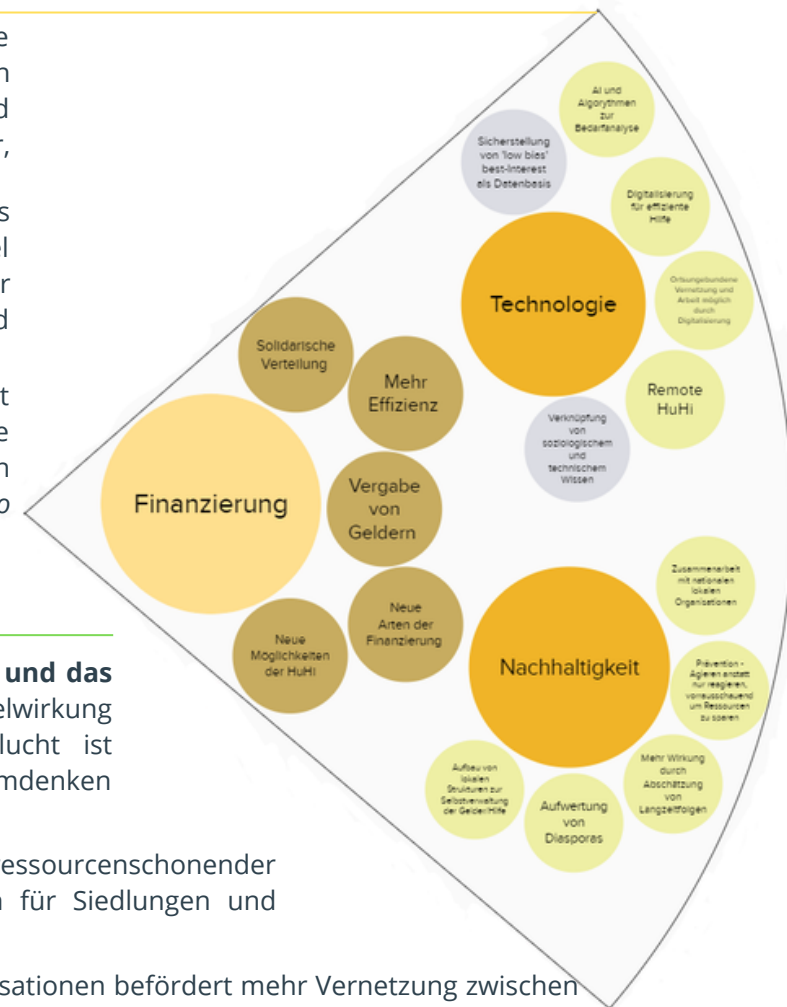 e
n
d
r,
s
el
r
d
t
e
n
o
und das
elwirkung
lucht ist
mdenken
ressourcenschonender
n für Siedlungen und
sationen befördert mehr Vernetzung zwischen
Finanzierung
Solidarische
Verteilung
Mehr
Effizienz
Vergabe
von
Geldern
Neue
Arten der
Finanzierung
Neue
Möglichkeiten
der HuHi
Technologie
Sicherstellung
von 'low bias'
best-Interest
als Datenbasis
AI und
Algorythmen
zur
Bedarfanalyse
Digitalisierung
für effiziente
Hilfe
Ortsungebundene
Vernetzung und
Arbeit möglich
durch
Digitalisierung
Remote
HuHi
Verknüpfung
von
soziologischem
und
technischem
Wissen
Nachhaltigkeit
Zusammenarbeit
mit nationalen
lokalen
Organisationen
Prävention -
Agieren anstatt
nur reagieren,
vorrausschauend
um Ressourcen
zu sparen
Mehr Wirkung
durch
Abschätzung
von
Langzeitfolgen
Aufwertung
von
Diasporas
Aufbau von
lokalen
Strukturen zur
Selbstverwaltung
der Gelder/Hilfe